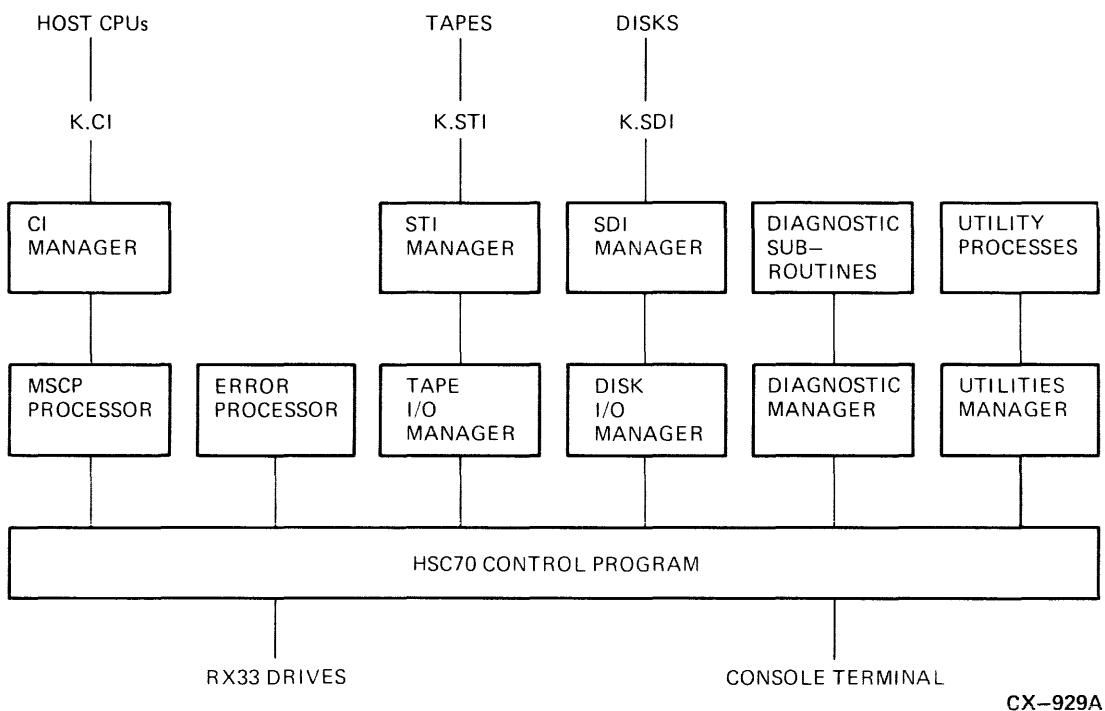 HOST CPUs
TAPES
DISKS
K.CI
K.STI
K.SDI
CI
MANAGER
STI
MANAGER
SDI
MANAGER
DIAGNOSTIC
SUB–
ROUTINES
UTILITY
PROCESSES
MSCP
PROCESSOR
ERROR
PROCESSOR
TAPE
I/O
MANAGER
DISK
I/O
MANAGER
DIAGNOSTIC
MANAGER
UTILITIES
MANAGER
HSC70 CONTROL PROGRAM
RX33 DRIVES
CONSOLE TERMINAL
CX–929A